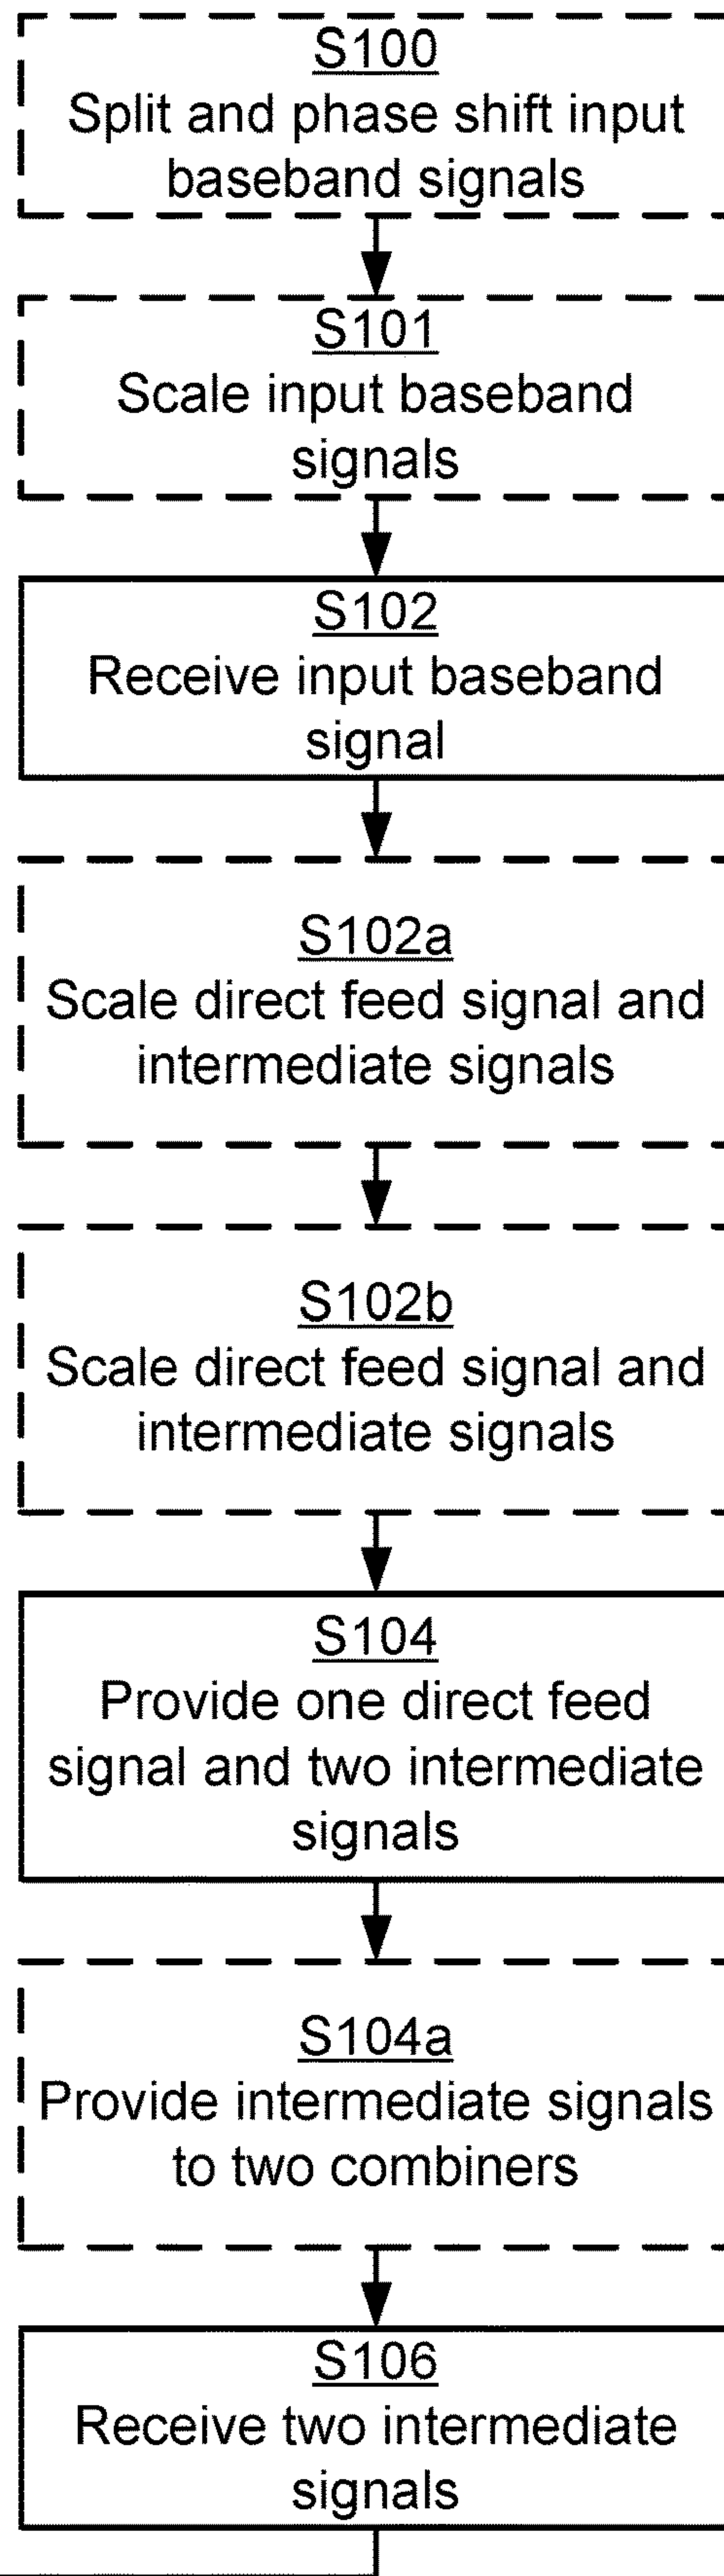 S100
Split and phase shift input
baseband signals
S101
Scale input baseband
signals
S102
Receive input baseband
signal
S102a
Scale direct feed signal and
intermediate signals
S102b
Scale direct feed signal and
intermediate signals
S104
Provide one direct feed
signal and two intermediate
signals
S104a
Provide intermediate signals
to two combiners
S106
Receive two intermediate
signals